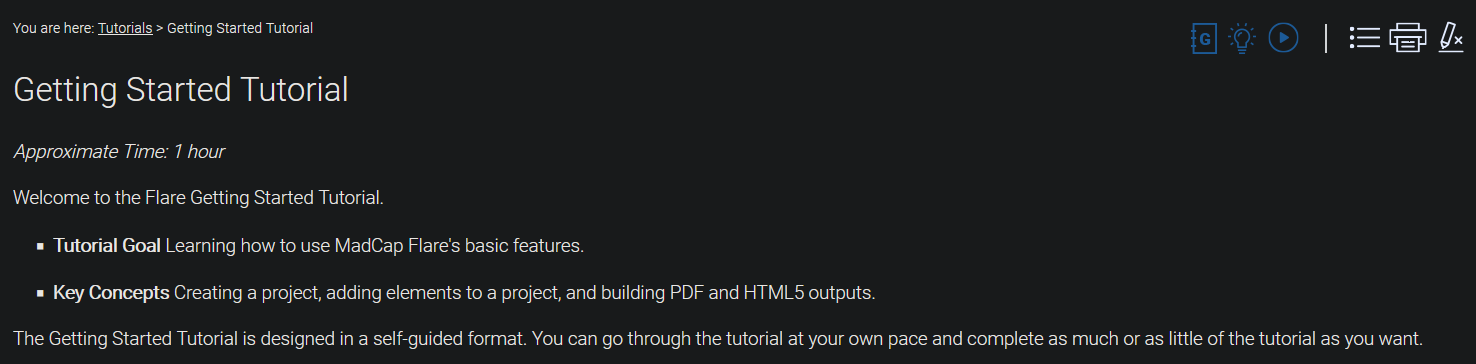 You are here: Tutorials > Getting Started Tutorial
G
Getting Started Tutorial
Approximate Time: 1 hour
Welcome to the Flare Getting Started Tutorial.
▪ Tutorial Goal Learning how to use MadCap Flare's basic features.
▪ Key Concepts Creating a project, adding elements to a project, and building PDF and HTML5 outputs.
The Getting Started Tutorial is designed in a self-guided format. You can go through the tutorial at your own pace and complete as much or as little of the tutorial as you want.